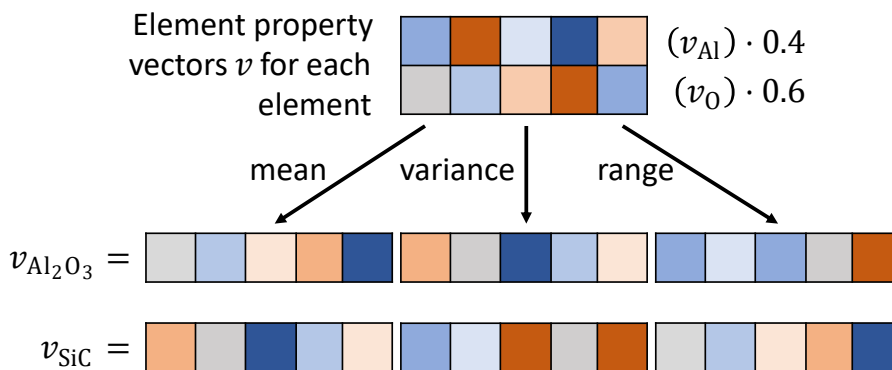 Element property
vectors v for each
element
(v_Al) · 0.4
(v_O) · 0.6
mean
variance
range
v_Al₂O₃ =
v_SiC =